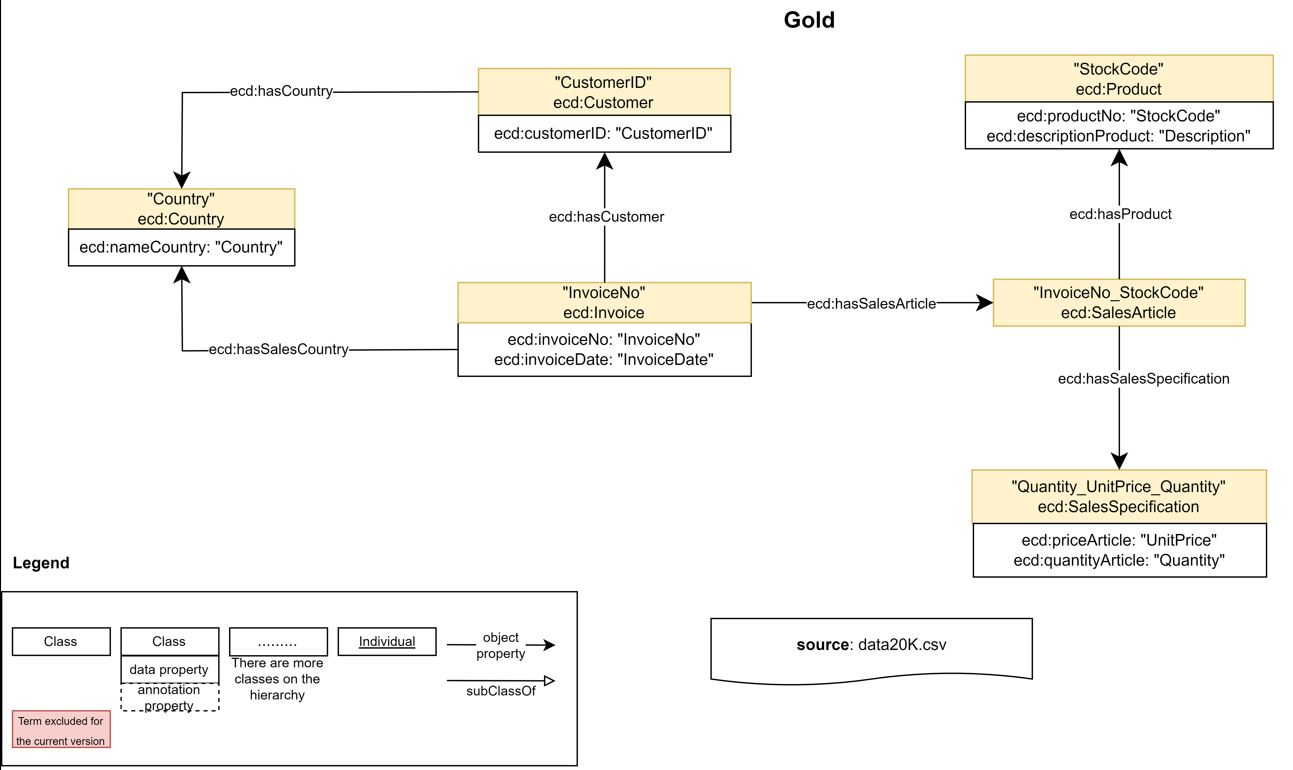 Gold
"CustomerID"
ecd:Customer
ecd:customerID: "CustomerID"
"StockCode"
ecd:Product
ecd:productNo: "StockCode"
ecd:descriptionProduct: "Description"
ecd:hasCountry
"Country"
ecd:Country
ecd:nameCountry: "Country"
ecd:hasCustomer
ecd:hasProduct
"InvoiceNo"
ecd:Invoice
ecd:invoiceNo: "InvoiceNo"
ecd:invoiceDate: "InvoiceDate"
ecd:hasSalesArticle
"InvoiceNo_StockCode"
ecd:SalesArticle
ecd:hasSalesCountry
ecd:hasSalesSpecification
"Quantity_UnitPrice_Quantity"
ecd:SalesSpecification
ecd:priceArticle: "UnitPrice"
ecd:quantityArticle: "Quantity"
Legend
Class
Class
data property
annotation
property
.........
There are more
classes on the
hierarchy
Individual
object
property
subClassOf
Term excluded for
the current version
source: data20K.csv